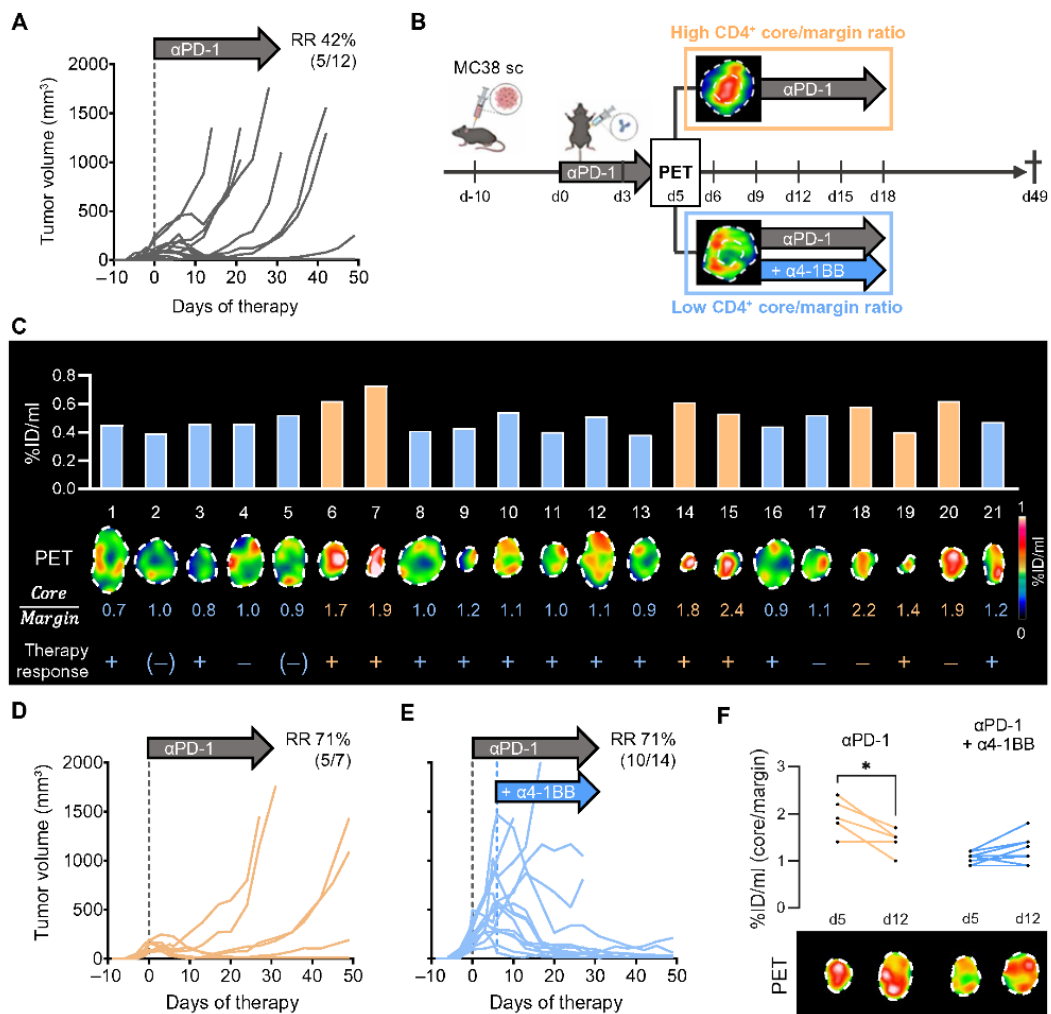 A
αPD-1
RR 42%
(5/12)
Tumor volume (mm³)
2000
1500
1000
500
0
−10 0 10 20 30 40 50
Days of therapy
B
High CD4⁺ core/margin ratio
MC38 sc
αPD-1
αPD-1
PET
d-10 d0 d3 d5 d6 d9 d12 d15 d18 d49
αPD-1
+ α4-1BB
Low CD4⁺ core/margin ratio
C
%ID/ml
0.8
0.6
0.4
0.2
0.0
1 2 3 4 5 6 7 8 9 10 11 12 13 14 15 16 17 18 19 20 21
PET
1
%ID/ml
0
Core
Margin
0.7 1.0 0.8 1.0 0.9 1.7 1.9 1.0 1.2 1.1 1.0 1.1 0.9 1.8 2.4 0.9 1.1 2.2 1.4 1.9 1.2
Therapy
response
+ (−) + − (−) + + + + + + + + + + + − − + − +
D
αPD-1
RR 71%
(5/7)
Tumor volume (mm³)
2000
1500
1000
500
0
−10 0 10 20 30 40 50
Days of therapy
E
αPD-1
RR 71%
(10/14)
+ α4-1BB
2000
1500
1000
500
0
−10 0 10 20 30 40 50
Days of therapy
F
αPD-1
αPD-1
+ α4-1BB
*
%ID/ml (core/margin)
3
2
1
0
d5 d12 d5 d12
PET